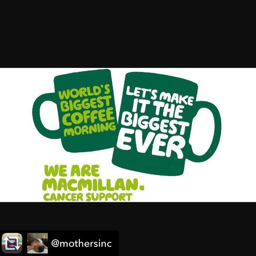 WORLD'S
BIGGEST
COFFEE
MORNING
LET'S MAKE
IT THE
BIGGEST
EVER
WE ARE
MACMILLAN.
CANCER SUPPORT
@mothersinc